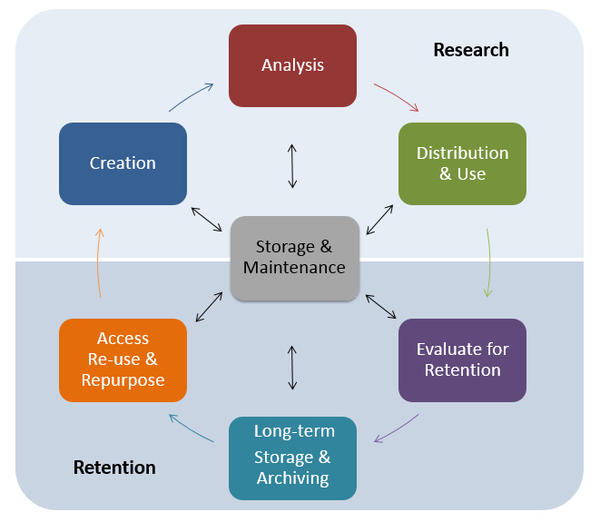 Analysis
Research
Creation
Distribution
& Use
Storage &
Maintenance
Access
Re-use &
Repurpose
Evaluate for
Retention
Long-term
Storage &
Archiving
Retention